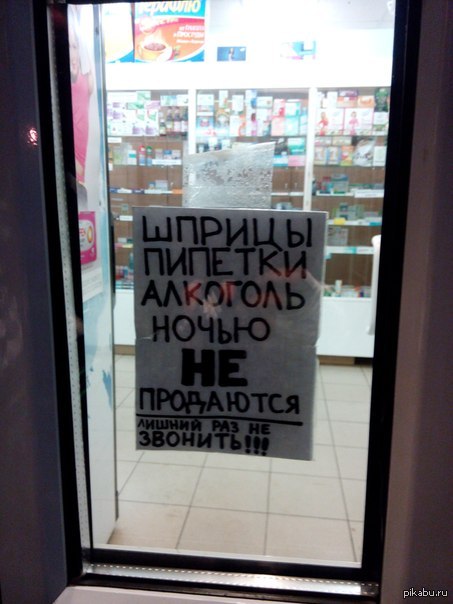 ШПРИЦЫ
ПИПЕТКИ
АЛКОГОЛЬ
НОЧЬЮ
НЕ
ПРОДАЮТСЯ
ЛИШНИЙ РАЗ НЕ
ЗВОНИТЬ!!!
pikabu.ru